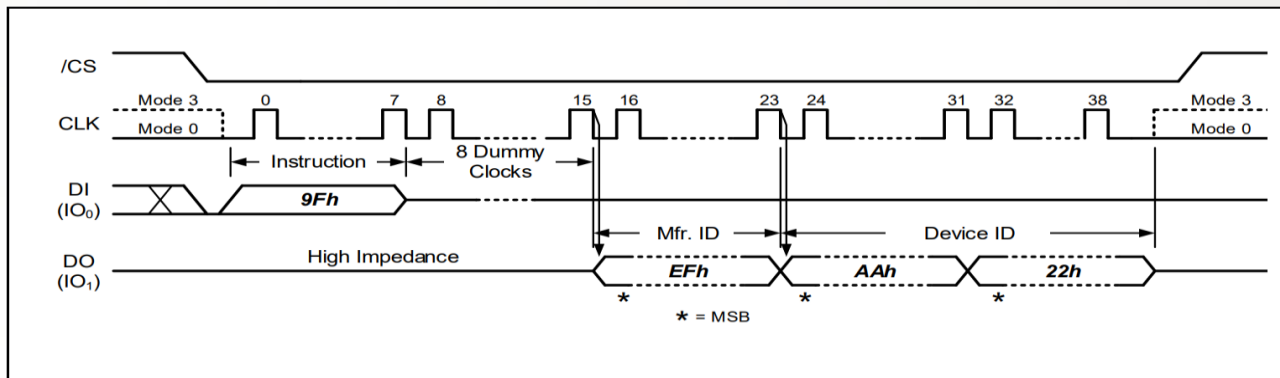 /CS
Mode 3 0 7 8 15 16 23 24 31 32 38 Mode 3
CLK
Mode 0 Mode 0
Instruction 8 Dummy
Clocks
DI
(IO₀)
9Fh
Mfr. ID Device ID
High Impedance
DO
(IO₁)
EFh AAh 22h
* * *
* = MSB